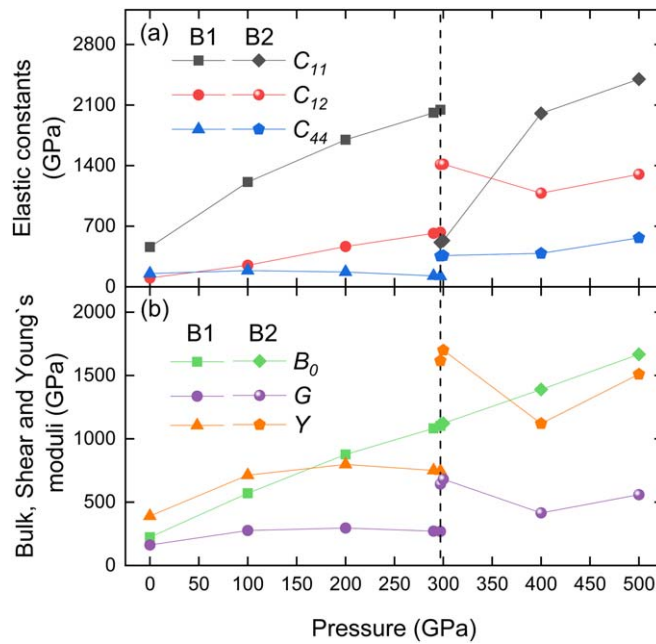 (a) B1 B2
C11
C12
C44
2800
2100
1400
700
0
Elastic constants
(GPa)
(b) B1 B2
B0
G
Y
2000
1500
1000
500
0
Bulk, Shear and Young`s
moduli (GPa)
0 50 100 150 200 250 300 350 400 450 500
Pressure (GPa)